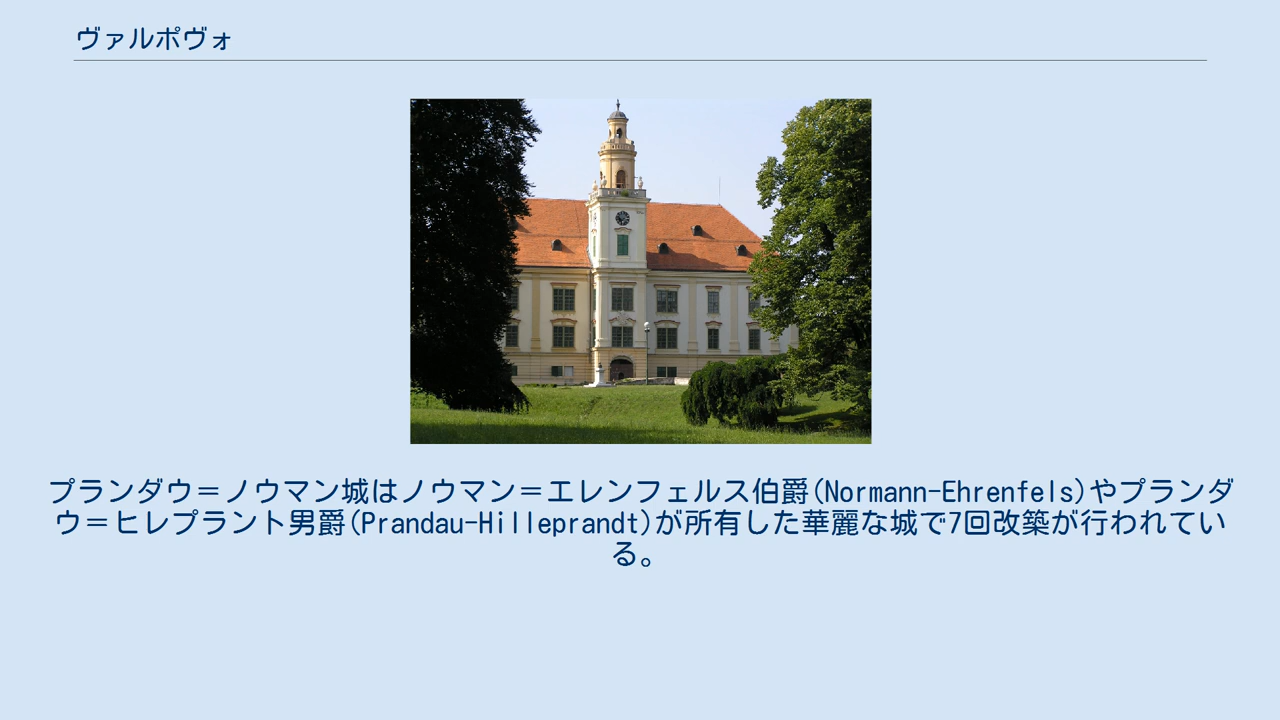 ヴァルポヴォ
プランダウ＝ノウマン城はノウマン＝エレンフェルス伯爵(Normann-Ehrenfels)やプランダ
ウ＝ヒレプラント男爵(Prandau-Hilleprandt)が所有した華麗な城で7回改築が行われてい
る。